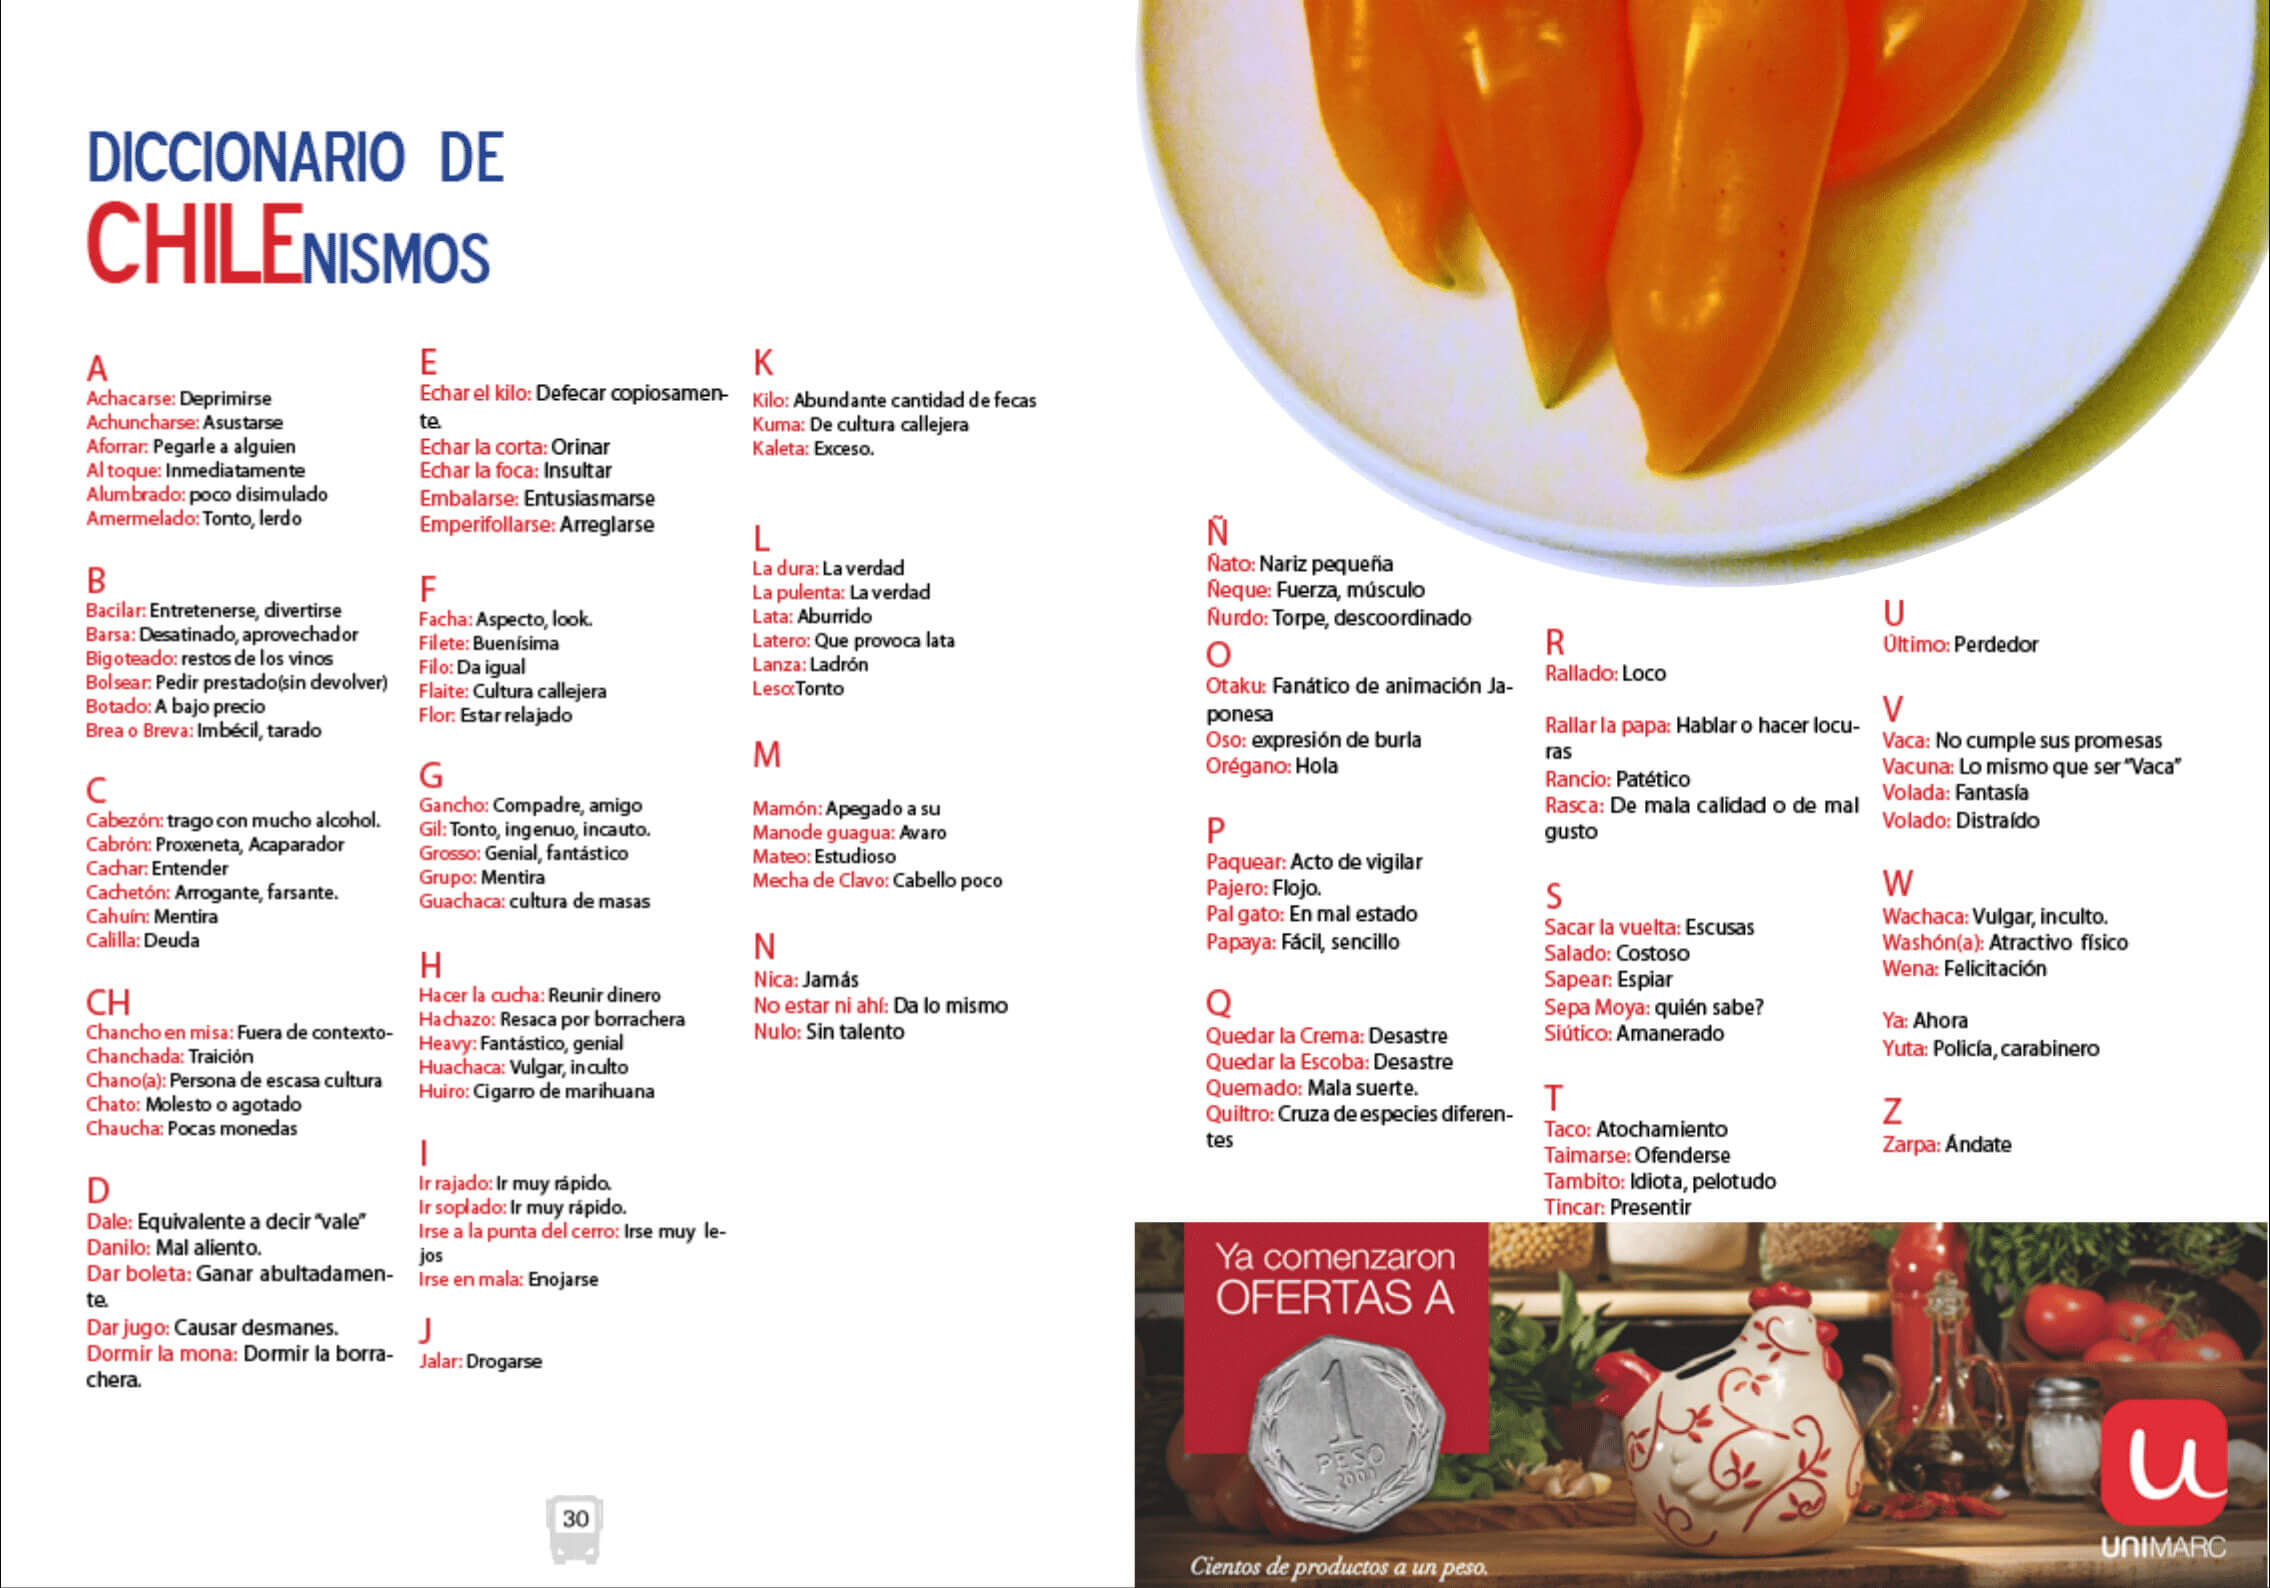 DICCIONARIO DE
CHILENISMOS
A
Achacarse: Deprimirse
Achuncharse: Asustarse
Aforrar: Pegarle a alguien
Al toque: Inmediatamente
Alumbrado: poco disimulado
Amermelado: Tonto, lerdo
B
Bacilar: Entretenerse, divertirse
Barsa: Desatinado, aprovechador
Bigoteado: restos de los vinos
Bolsear: Pedir prestado(sin devolver)
Botado: A bajo precio
Brea o Breva: Imbécil, tarado
C
Cabezón: trago con mucho alcohol.
Cabrón: Proxeneta, Acaparador
Cachar: Entender
Cachetón: Arrogante, farsante.
Cahuín: Mentira
Calilla: Deuda
CH
Chancho en misa: Fuera de contexto-
Chanchada: Traición
Chano(a): Persona de escasa cultura
Chato: Molesto o agotado
Chaucha: Pocas monedas
D
Dale: Equivalente a decir "vale"
Danilo: Mal aliento.
Dar boleta: Ganar abultadamen-
te.
Dar jugo: Causar desmanes.
Dormir la mona: Dormir la borra-
chera.
E
Echar el kilo: Defecar copiosamen-
te.
Echar la corta: Orinar
Echar la foca: Insultar
Embalarse: Entusiasmarse
Emperifollarse: Arreglarse
F
Facha: Aspecto, look.
Filete: Buenísima
Filo: Da igual
Flaite: Cultura callejera
Flor: Estar relajado
G
Gancho: Compadre, amigo
Gil: Tonto, ingenuo, incauto.
Grosso: Genial, fantástico
Grupo: Mentira
Guachaca: cultura de masas
H
Hacer la cucha: Reunir dinero
Hachazo: Resaca por borrachera
Heavy: Fantástico, genial
Huachaca: Vulgar, inculto
Huiro: Cigarro de marihuana
I
Ir rajado: Ir muy rápido.
Ir soplado: Ir muy rápido.
Irse a la punta del cerro: Irse muy le-
jos
Irse en mala: Enojarse
J
Jalar: Drogarse
K
Kilo: Abundante cantidad de fecas
Kuma: De cultura callejera
Kaleta: Exceso.
L
La dura: La verdad
La pulenta: La verdad
Lata: Aburrido
Latero: Que provoca lata
Lanza: Ladrón
Leso:Tonto
M
Mamón: Apegado a su
Manode guagua: Avaro
Mateo: Estudioso
Mecha de Clavo: Cabello poco
N
Nica: Jamás
No estar ni ahí: Da lo mismo
Nulo: Sin talento
30
Ñ
Ñato: Nariz pequeña
Ñeque: Fuerza, músculo
Ñurdo: Torpe, descoordinado
O
Otaku: Fanático de animación Ja-
ponesa
Oso: expresión de burla
Orégano: Hola
P
Paquear: Acto de vigilar
Pajero: Flojo.
Pal gato: En mal estado
Papaya: Fácil, sencillo
Q
Quedar la Crema: Desastre
Quedar la Escoba: Desastre
Quemado: Mala suerte.
Quiltro: Cruza de especies diferen-
tes
R
Rallado: Loco
Rallar la papa: Hablar o hacer locu-
ras
Rancio: Patético
Rasca: De mala calidad o de mal
gusto
S
Sacar la vuelta: Escusas
Salado: Costoso
Sapear: Espiar
Sepa Moya: quién sabe?
Siútico: Amanerado
T
Taco: Atochamiento
Taimarse: Ofenderse
Tambito: Idiota, pelotudo
Tincar: Presentir
U
Último: Perdedor
V
Vaca: No cumple sus promesas
Vacuna: Lo mismo que ser "Vaca"
Volada: Fantasía
Volado: Distraído
W
Wachaca: Vulgar, inculto.
Washón(a): Atractivo físico
Wena: Felicitación
Ya: Ahora
Yuta: Policía, carabinero
Z
Zarpa: Ándate
Ya comenzaron
OFERTAS A
1
PESO
2000
Cientos de productos a un peso.
u
UNIMARC